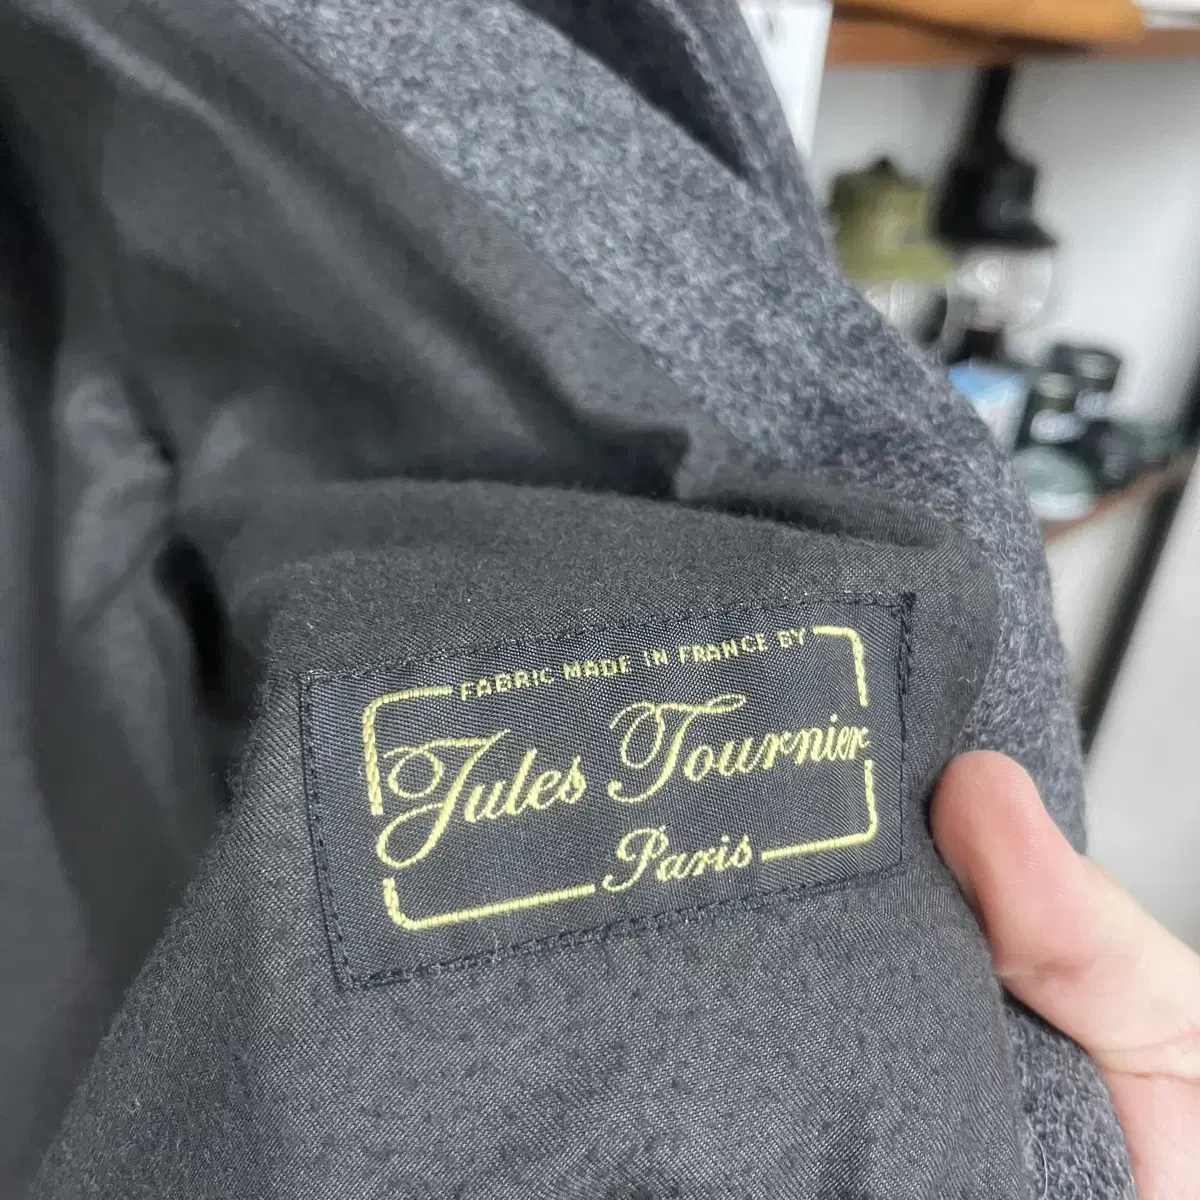 FABRIC MADE IN FRANCE BY
Jules Tournier
Paris